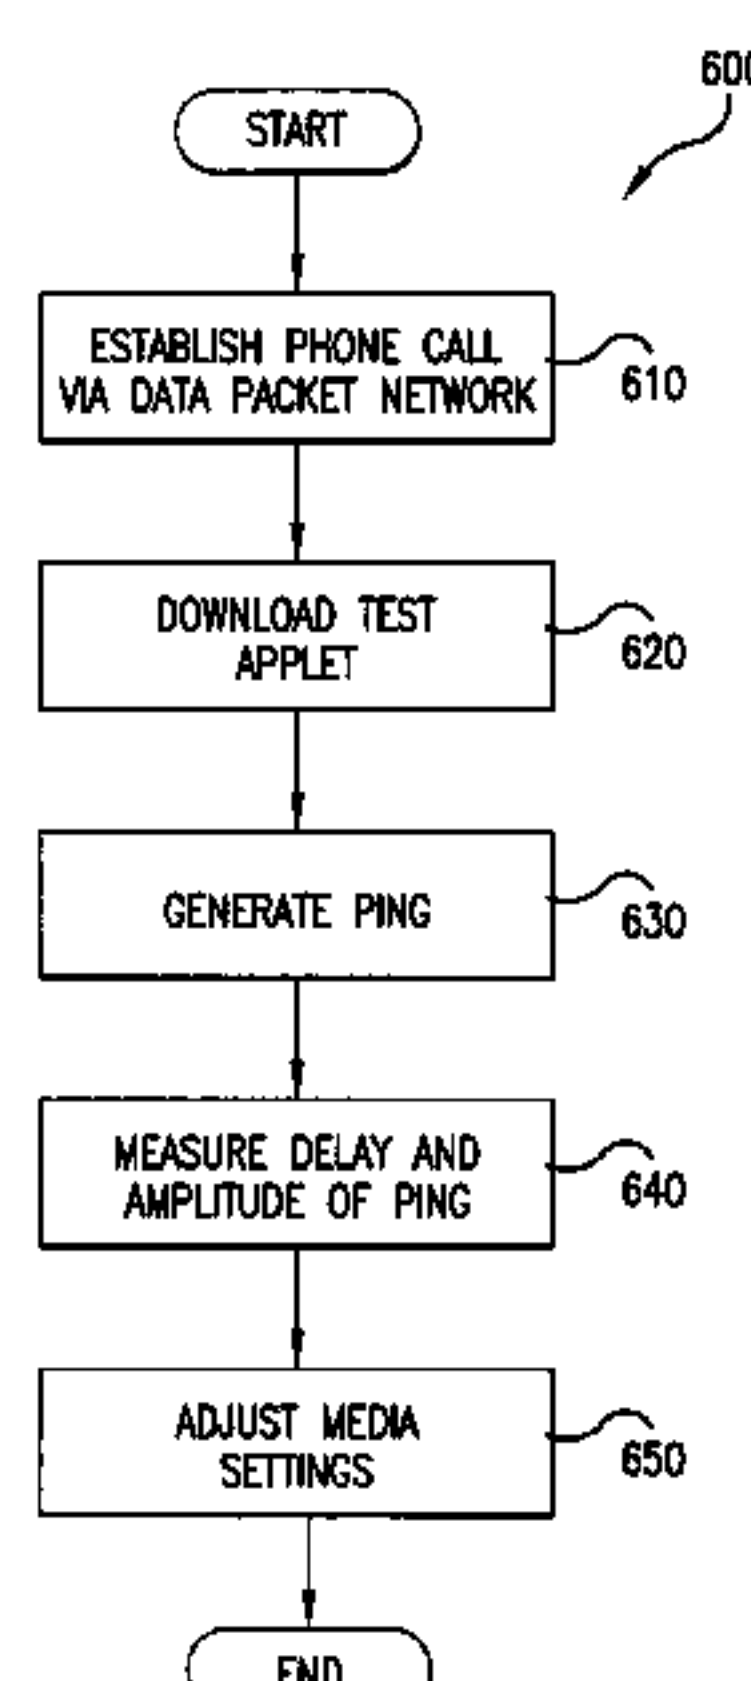 600
START
ESTABLISH PHONE CALL
VIA DATA PACKET NETWORK
610
DOWNLOAD TEST
APPLET
620
GENERATE PING
630
MEASURE DELAY AND
AMPLITUDE OF PING
640
ADJUST MEDIA
SETTINGS
650
END